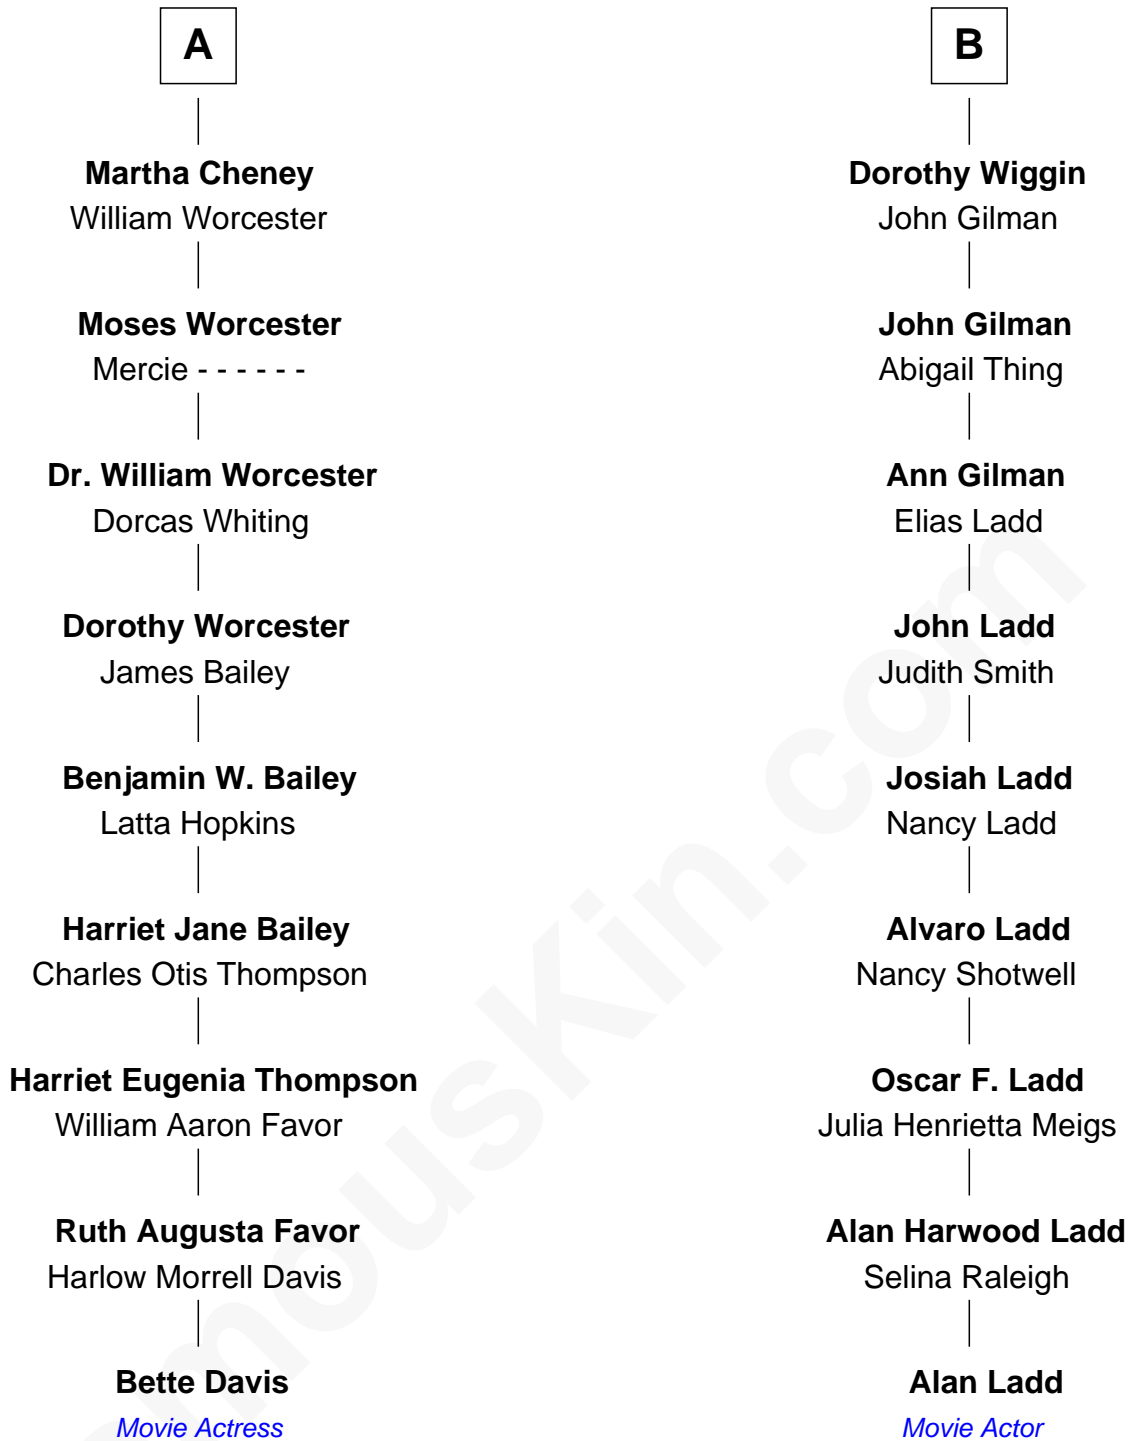 A
Martha Cheney
William Worcester
Moses Worcester
Mercie - - - - - -
Dr. William Worcester
Dorcas Whiting
Dorothy Worcester
James Bailey
Benjamin W. Bailey
Latta Hopkins
Harriet Jane Bailey
Charles Otis Thompson
Harriet Eugenia Thompson
William Aaron Favor
Ruth Augusta Favor
Harlow Morrell Davis
Bette Davis
Movie Actress
B
Dorothy Wiggin
John Gilman
John Gilman
Abigail Thing
Ann Gilman
Elias Ladd
John Ladd
Judith Smith
Josiah Ladd
Nancy Ladd
Alvaro Ladd
Nancy Shotwell
Oscar F. Ladd
Julia Henrietta Meigs
Alan Harwood Ladd
Selina Raleigh
Alan Ladd
Movie Actor
mousKin.com